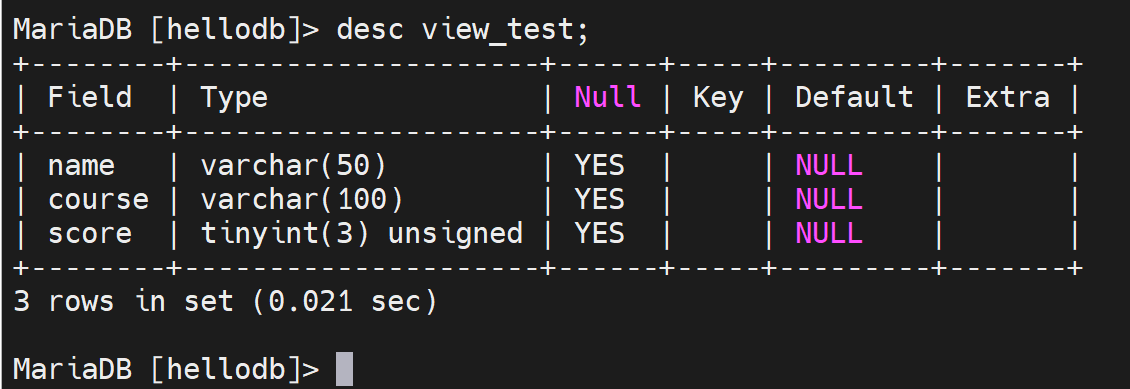 MariaDB [hellodb]> desc view_test;
+--------+---------------------+------+-----+---------+-------+
| Field  | Type                | Null | Key | Default | Extra |
+--------+---------------------+------+-----+---------+-------+
| name   | varchar(50)         | YES  |     | NULL    |       |
| course | varchar(100)        | YES  |     | NULL    |       |
| score  | tinyint(3) unsigned | YES  |     | NULL    |       |
+--------+---------------------+------+-----+---------+-------+
3 rows in set (0.021 sec)
MariaDB [hellodb]>